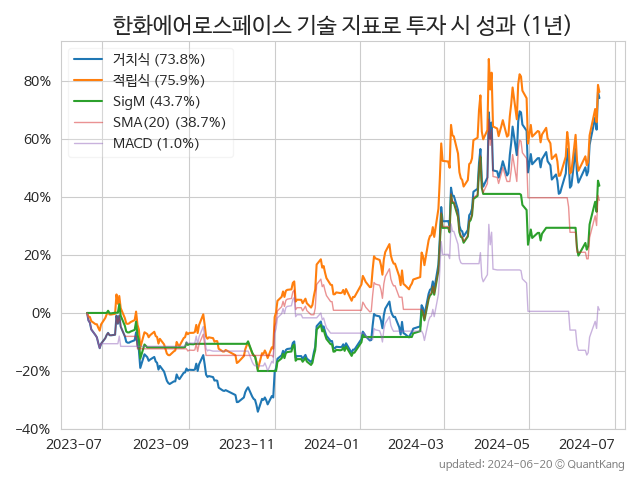 한화에어로스페이스 기술 지표로 투자 시 성과 (1년)
거치식 (73.8%)
적립식 (75.9%)
SigM (43.7%)
SMA(20) (38.7%)
MACD (1.0%)
80%
60%
40%
20%
0%
−20%
−40%
2023-07 2023-09 2023-11 2024-01 2024-03 2024-05 2024-07
updated: 2024-06-20 © QuantKang